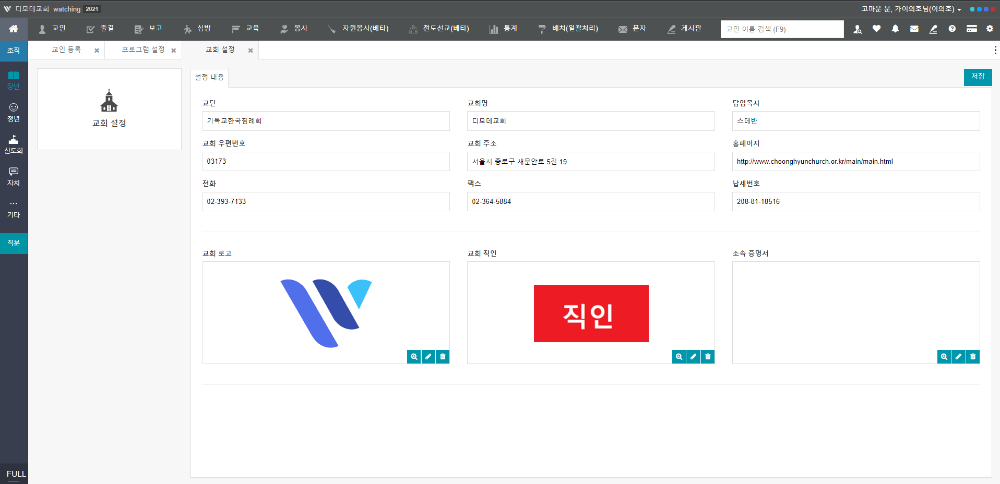 디모데교회 watching 2021
고마운 분, 가이의호님(이의호)
교인 출결 보고 심방 교육 봉사 자원봉사(베타) 전도선교(베타) 통계 배치(일괄처리) 문자 게시판 교인 이름 검색 (F9)
조직
교인 등록 프로그램 설정 교회 설정
장년
청년
신도회
자치
기타
직분
FULL
교회 설정
설정 내용
저장
교단 교회명 담임목사
기독교한국침례회 디모데교회 스데반
교회 우편번호 교회 주소 홈페이지
03173 서울시 종로구 새문안로 5길 19 http://www.choonghyunchurch.or.kr/main/main.html
전화 팩스 납세번호
02-393-7133 02-364-5884 208-81-18516
교회 로고 교회 직인 소속 증명서
직인